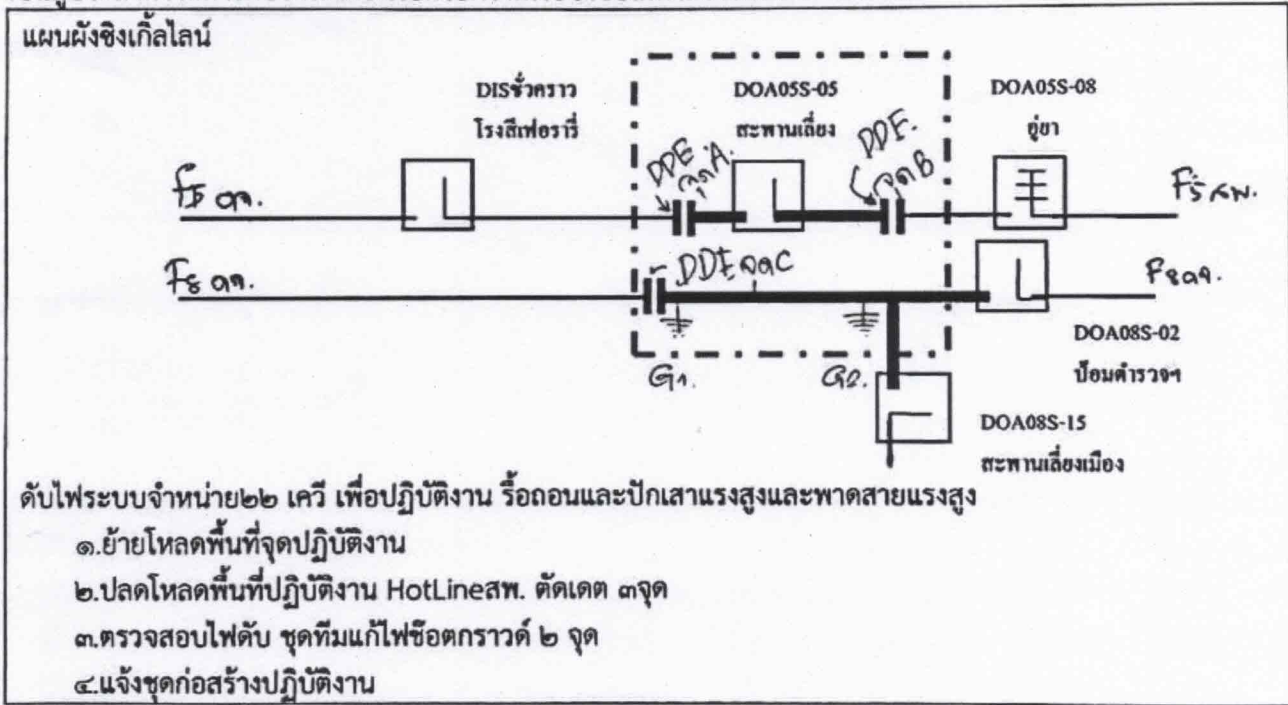 แผนผังซิงเกิ้ลไลน์
DISชั่วคราว
โรงสีเฟอรารี่
DOA05S-05
สะพานเลี่ยง
DOA05S-08
อู่ยา
DDE จุดA.
DDE. จุดB
F5 ดา.
F5 สพ.
F8 ดา.
DDE จุดC
F8 ดา.
DOA08S-02
ป้อมตำรวจฯ
G1.
G2.
DOA08S-15
สะพานเลี่ยงเมือง
ดับไฟระบบจำหน่าย๒๒ เควี เพื่อปฏิบัติงาน รื้อถอนและปักเสาแรงสูงและพาดสายแรงสูง
๑.ย้ายโหลดพื้นที่จุดปฏิบัติงาน
๒.ปลดโหลดพื้นที่ปฏิบัติงาน HotLineสพ. ตัดเดต ๓จุด
๓.ตรวจสอบไฟดับ ชุดทีมแก้ไฟช๊อตกราวด์ ๒ จุด
๔.แจ้งชุดก่อสร้างปฏิบัติงาน